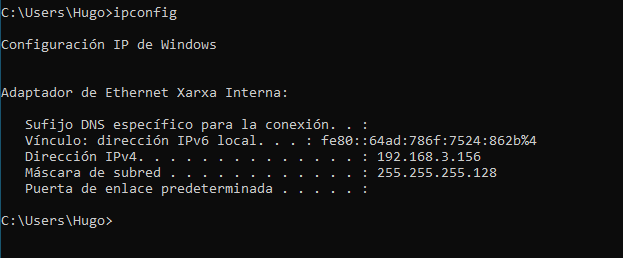 C:\Users\Hugo>ipconfig
Configuración IP de Windows
Adaptador de Ethernet Xarxa Interna:
Sufijo DNS específico para la conexión. . :
Vínculo: dirección IPv6 local. . . : fe80::64ad:786f:7524:862b%4
Dirección IPv4. . . . . . . . . . . . . . : 192.168.3.156
Máscara de subred . . . . . . . . . . . . : 255.255.255.128
Puerta de enlace predeterminada . . . . . :
C:\Users\Hugo>